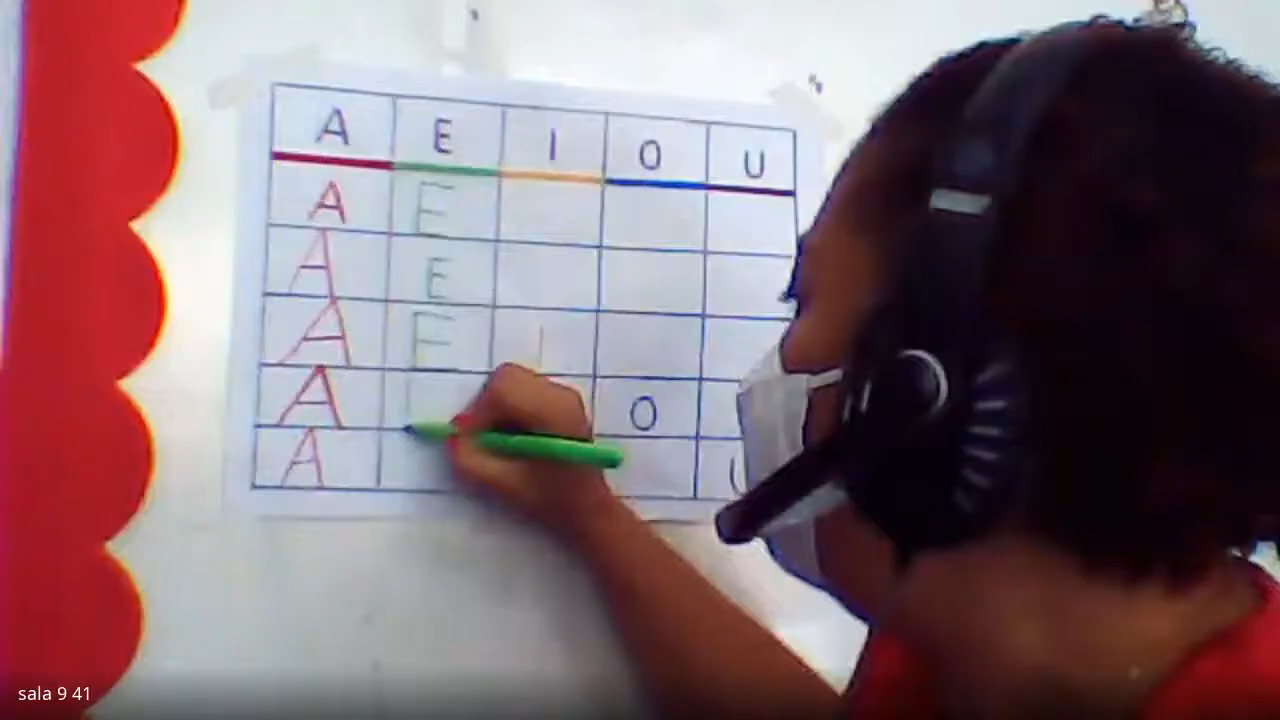 A E I O U
A E
A E
A E I
A O
A U
sala 9 41